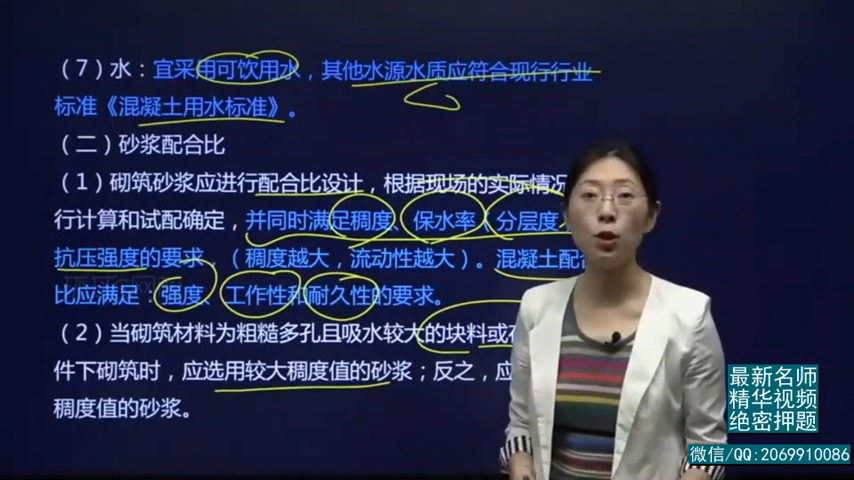 （7）水：宜采用可饮用水，其他水源水质应符合现行行业
标准《混凝土用水标准》。
（二）砂浆配合比
（1）砌筑砂浆应进行配合比设计，根据现场的实际情况
行计算和试配确定，并同时满足稠度、保水率（分层度
抗压强度的要求，（稠度越大，流动性越大）。混凝土配
比应满足：强度、工作性和耐久性的要求。
（2）当砌筑材料为粗糙多孔且吸水较大的块料或
件下砌筑时，应选用较大稠度值的砂浆；反之，应
稠度值的砂浆。
最新名师
精华视频
绝密押题
微信/QQ:2069910086